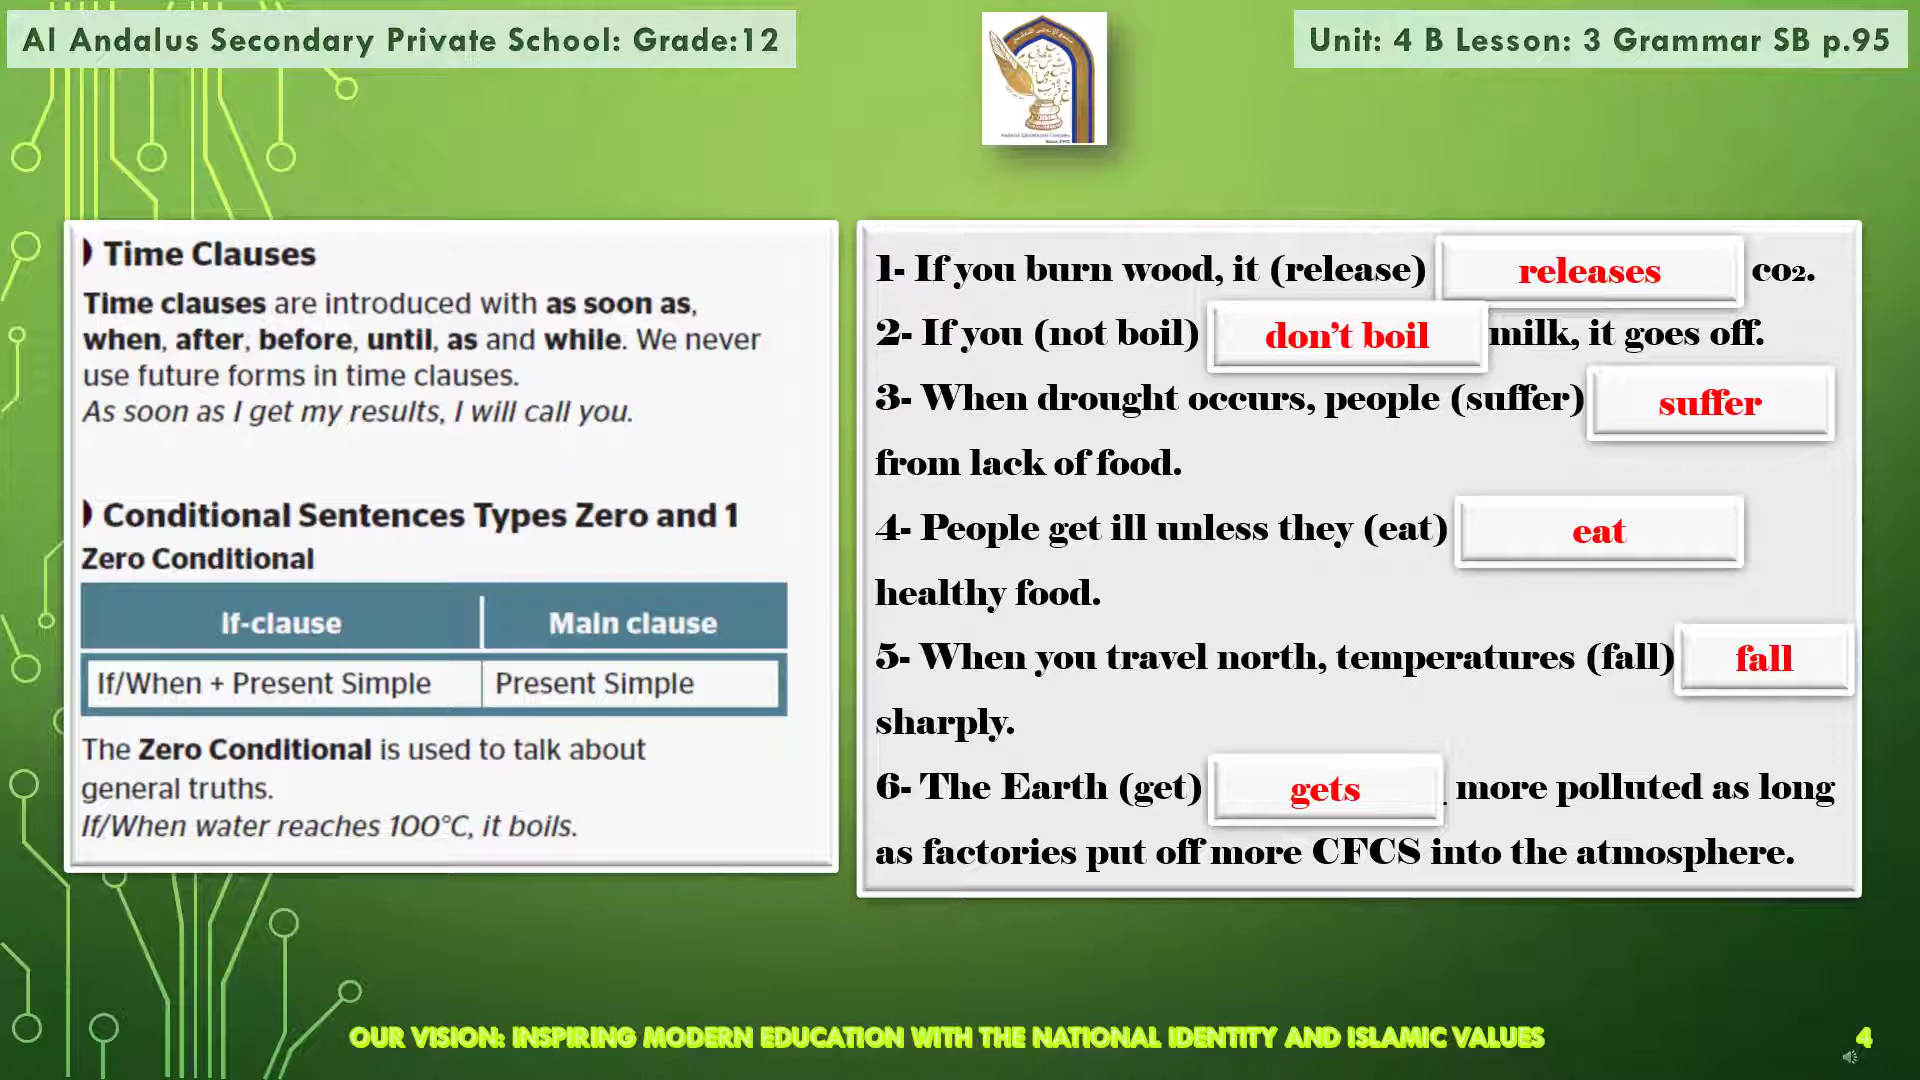 Al Andalus Secondary Private School: Grade:12
Unit: 4 B Lesson: 3 Grammar SB p.95
Andalus Educational Complex
Since 1992
Time Clauses
Time clauses are introduced with as soon as,
when, after, before, until, as and while. We never
use future forms in time clauses.
As soon as I get my results, I will call you.
Conditional Sentences Types Zero and 1
Zero Conditional
If-clause Main clause
If/When + Present Simple Present Simple
The Zero Conditional is used to talk about
general truths.
If/When water reaches 100°C, it boils.
1- If you burn wood, it (release) releases co2.
2- If you (not boil) don't boil milk, it goes off.
3- When drought occurs, people (suffer) suffer
from lack of food.
4- People get ill unless they (eat) eat
healthy food.
5- When you travel north, temperatures (fall) fall
sharply.
6- The Earth (get) gets more polluted as long
as factories put off more CFCS into the atmosphere.
OUR VISION: INSPIRING MODERN EDUCATION WITH THE NATIONAL IDENTITY AND ISLAMIC VALUES
4